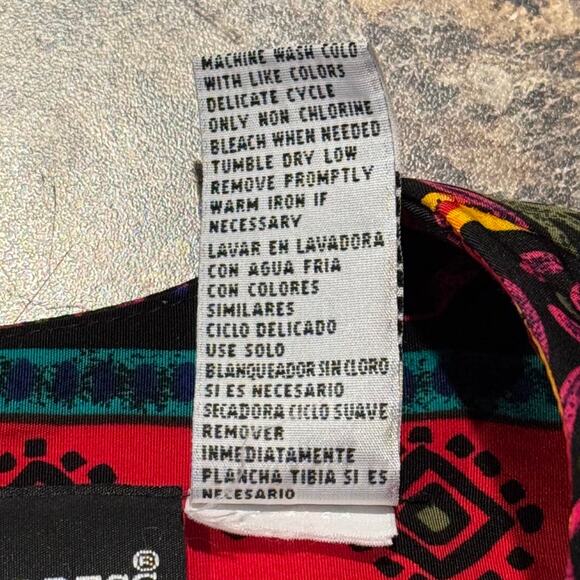 MACHINE WASH COLD
WITH LIKE COLORS
DELICATE CYCLE
ONLY NON CHLORINE
BLEACH WHEN NEEDED
TUMBLE DRY LOW
REMOVE PROMPTLY
WARM IRON IF
NECESSARY
LAVAR EN LAVADORA
CON AGUA FRIA
CON COLORES
SIMILARES
CICLO DELICADO
USE SOLO
BLANQUEADOR SIN CLORO
SI ES NECESARIO
SECADORA CICLO SUAVE
REMOVER
INMEDIATAMENTE
PLANCHA TIBIA SI ES
NECESARIO
®